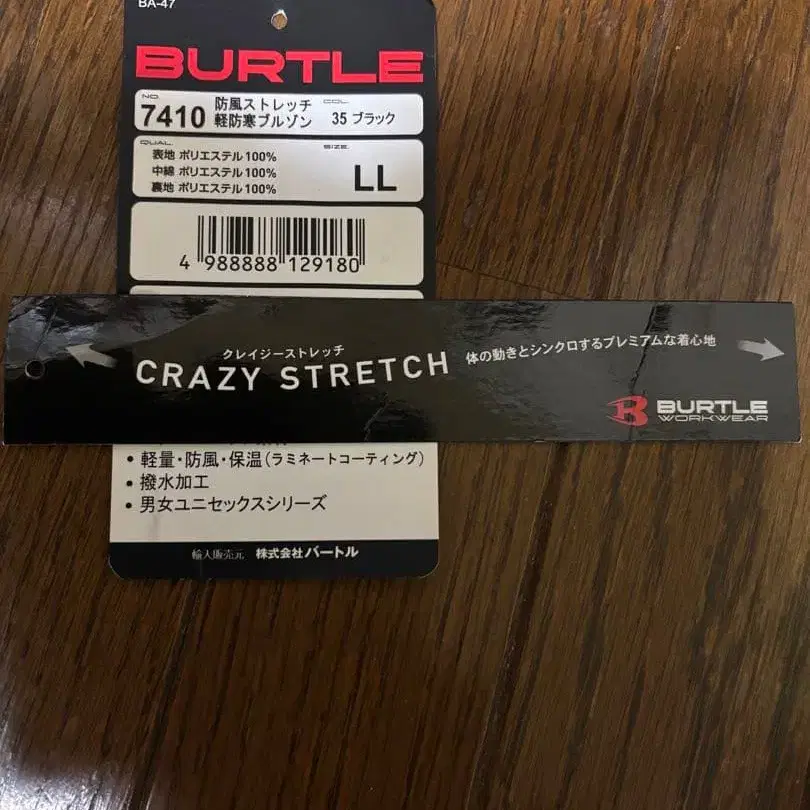 BA-47
BURTLE
NO.
7410 防風ストレッチ 軽防寒ブルゾン
COL.
35 ブラック
QUAL.
表地 ポリエステル100%
中綿 ポリエステル100%
裏地 ポリエステル100%
SIZE.
LL
4 988888 129180
クレイジーストレッチ
CRAZY STRETCH
体の動きとシンクロするプレミアムな着心地
BURTLE
WORKWEAR
• 軽量・防風・保温(ラミネートコーティング)
• 撥水加工
• 男女ユニセックスシリーズ
輸入販売元 株式会社バートル